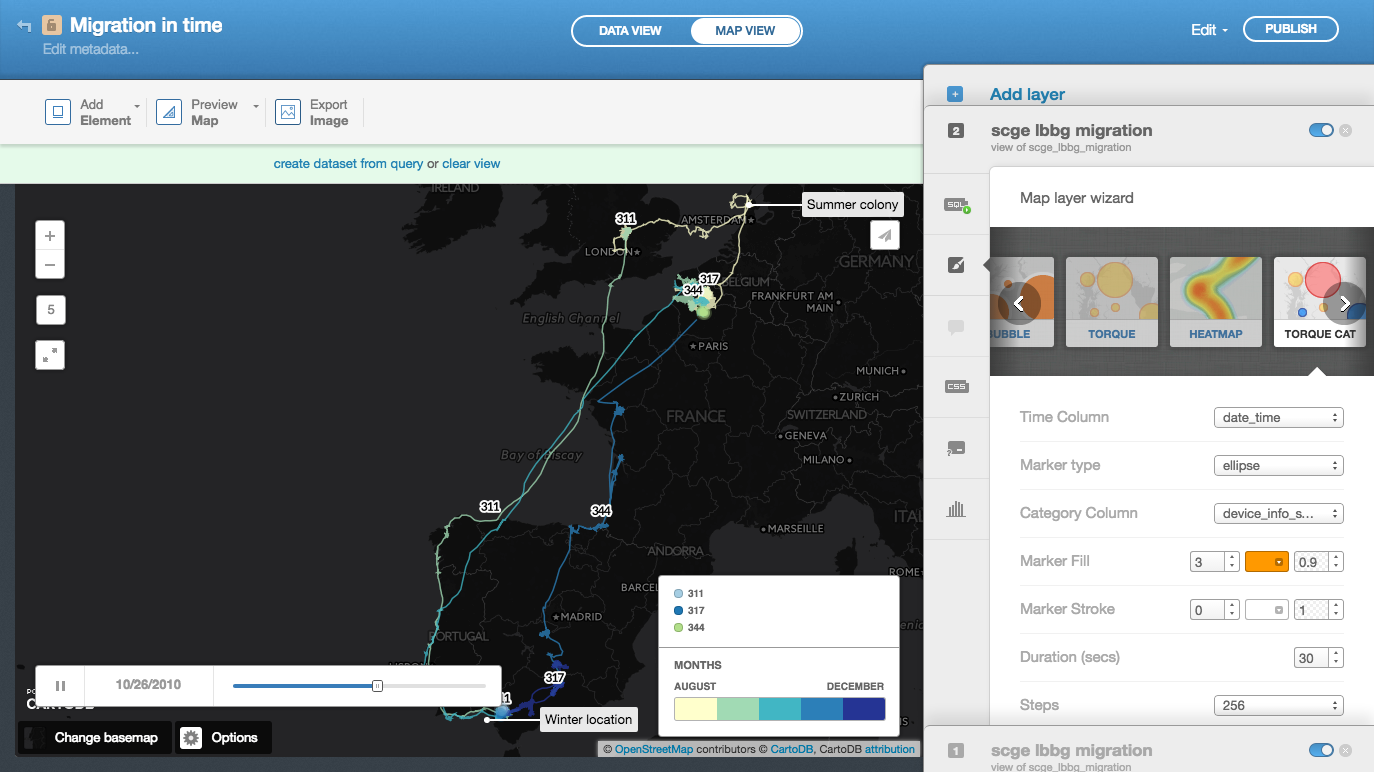 Migration in time
Edit metadata...
DATA VIEW
MAP VIEW
Edit
PUBLISH
Add
Element
Preview
Map
Export
Image
create dataset from query or clear view
Add layer
2
scge lbbg migration
view of scge_lbbg_migration
SQL
CSS
Map layer wizard
BUBBLE
TORQUE
HEATMAP
TORQUE CAT
Time Column
date_time
Marker type
ellipse
Category Column
device_info_s...
Marker Fill
3
0.9
Marker Stroke
0
1
Duration (secs)
30
Steps
256
1
scge lbbg migration
view of scge_lbbg_migration
+
−
5
IRELAND
Summer colony
311
AMSTERDAM
LONDON
GERMANY
317
344
BELGIUM
FRANKFURT AM
MAIN
English Channel
PARIS
MUNICH
ZURICH
FRANCE
SWITZERLAND
GENEVA
Bay of Biscay
MILANO
311
344
MARSEILLE
ITAL
ANDORRA
ROME
BARCEL
MADRID
PORTUGAL
LISBON
317
10/26/2010
CARTODB
Winter location
311
317
344
MONTHS
AUGUST
DECEMBER
Change basemap
Options
© OpenStreetMap contributors © CartoDB, CartoDB attribution